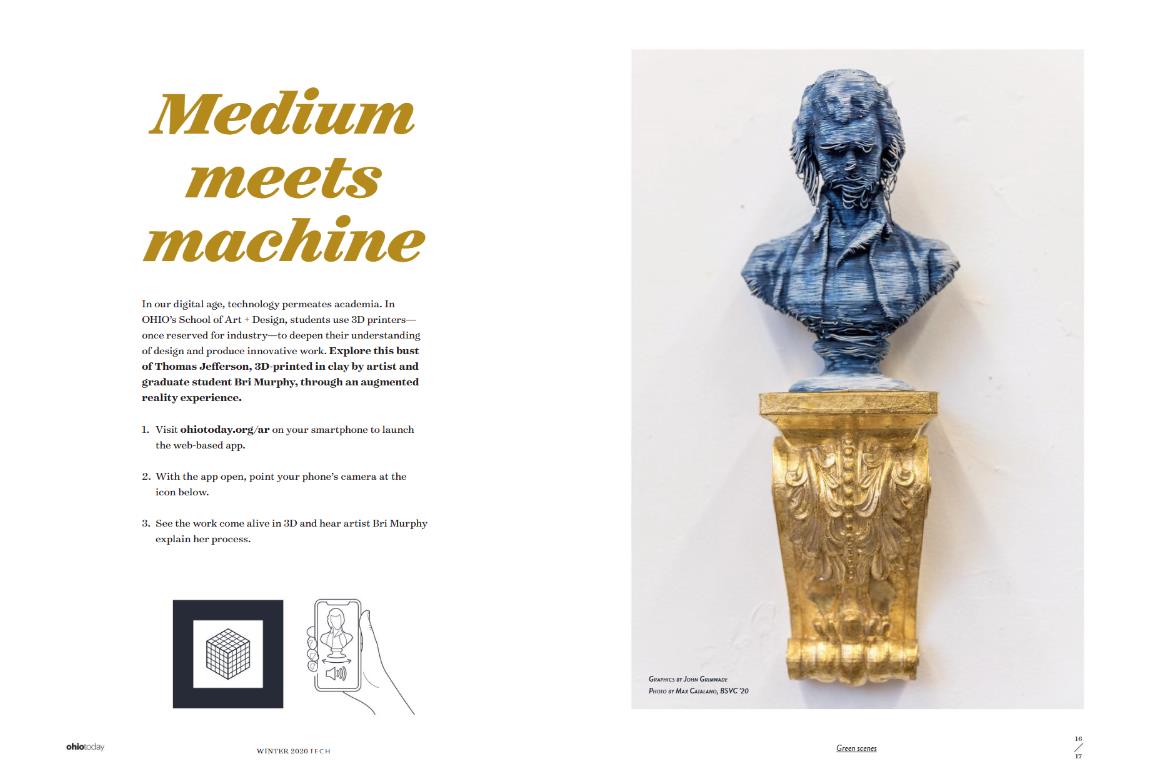 Medium
meets
machine
In our digital age, technology permeates academia. In
OHIO's School of Art + Design, students use 3D printers—
once reserved for industry—to deepen their understanding
of design and produce innovative work. Explore this bust
of Thomas Jefferson, 3D-printed in clay by artist and
graduate student Bri Murphy, through an augmented
reality experience.
1. Visit ohiotoday.org/ar on your smartphone to launch
the web-based app.
2. With the app open, point your phone's camera at the
icon below.
3. See the work come alive in 3D and hear artist Bri Murphy
explain her process.
Graphics by John Grimwade
Photo by Max Catalano, BSVC '20
ohiotoday
WINTER 2020 TECH
Green scenes
16
/
17